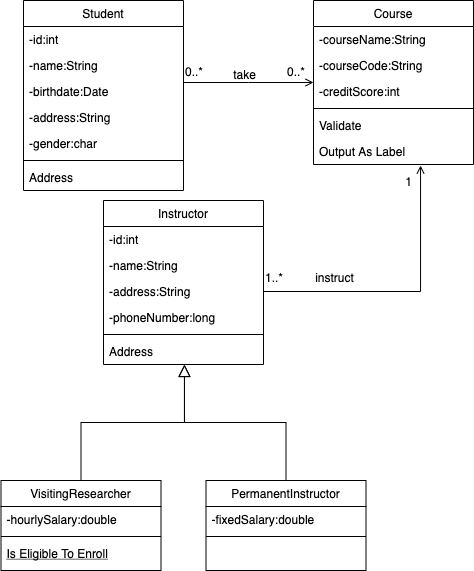 Student
-id:int
-name:String
-birthdate:Date
-address:String
-gender:char
Address
0..*
take
0..*
Course
-courseName:String
-courseCode:String
-creditScore:int
Validate
Output As Label
1
Instructor
-id:int
-name:String
-address:String
-phoneNumber:long
Address
1..*
instruct
VisitingResearcher
-hourlySalary:double
Is Eligible To Enroll
PermanentInstructor
-fixedSalary:double